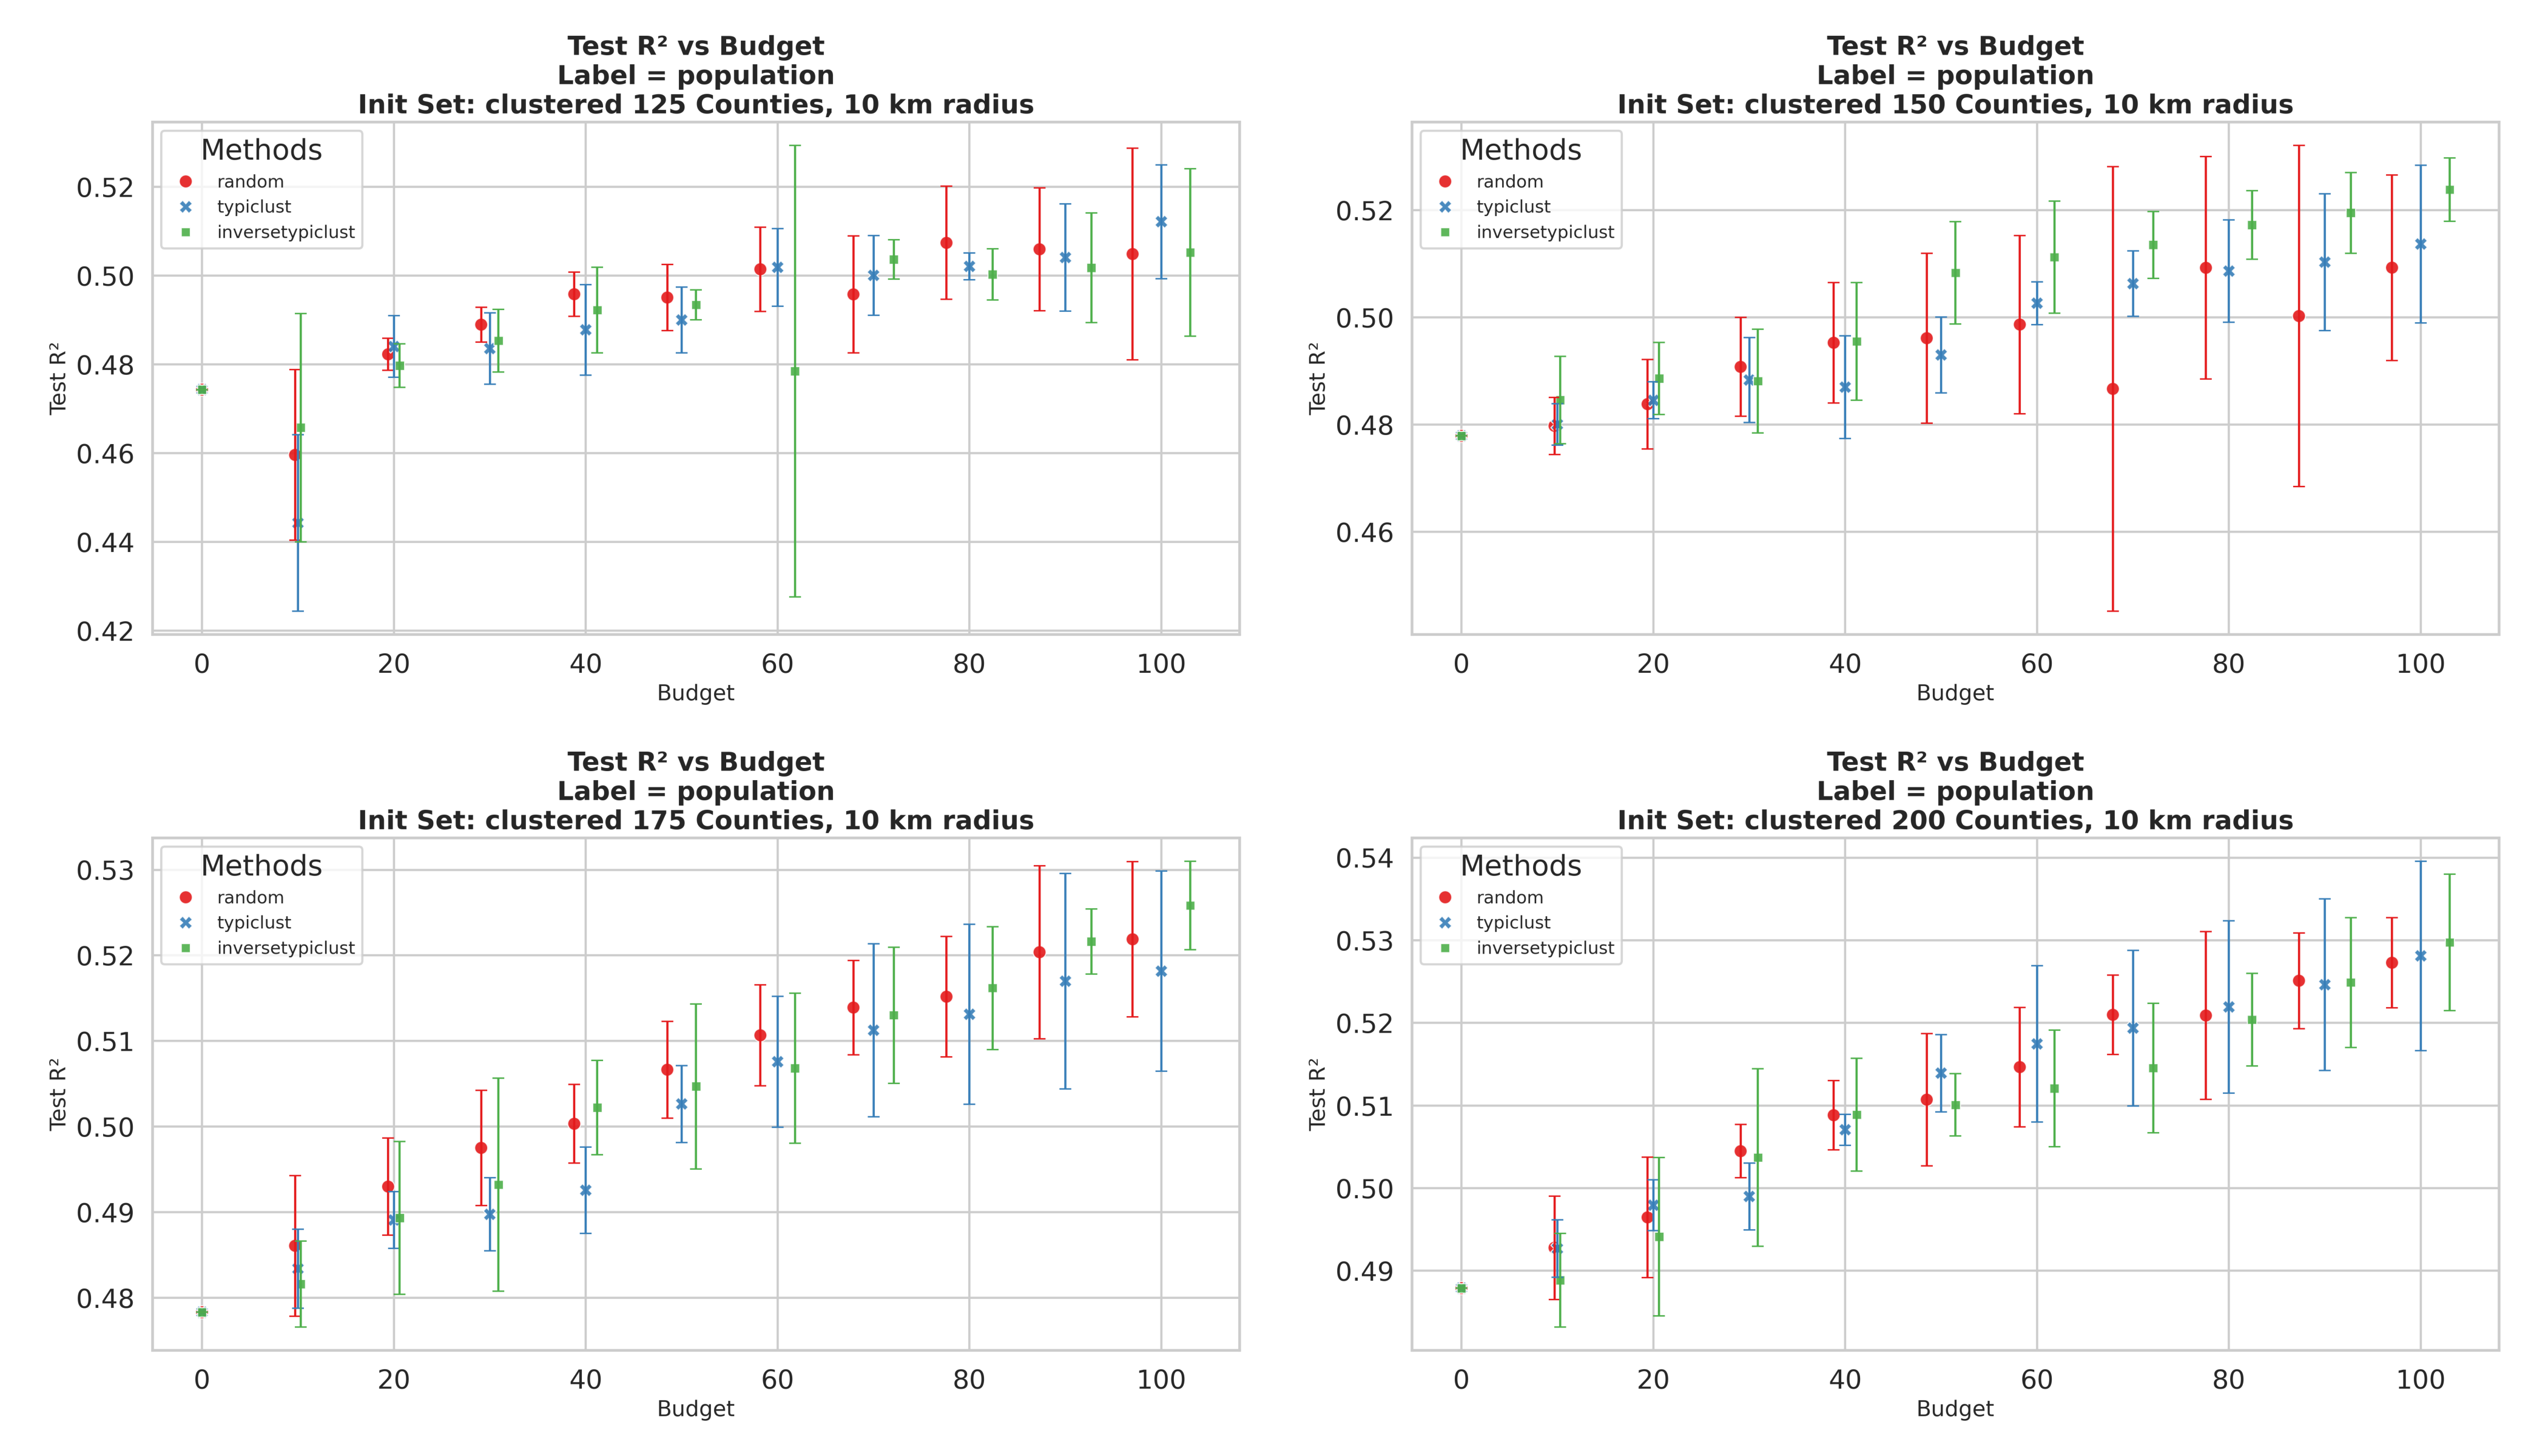 Test R² vs Budget
Label = population
Init Set: clustered 125 Counties, 10 km radius
Methods
random
typiclust
inversetypiclust
0.52
0.50
0.48
0.46
0.44
0.42
Test R²
0 20 40 60 80 100
Budget
Test R² vs Budget
Label = population
Init Set: clustered 150 Counties, 10 km radius
Methods
random
typiclust
inversetypiclust
0.52
0.50
0.48
0.46
Test R²
0 20 40 60 80 100
Budget
Test R² vs Budget
Label = population
Init Set: clustered 175 Counties, 10 km radius
Methods
random
typiclust
inversetypiclust
0.53
0.52
0.51
0.50
0.49
0.48
Test R²
0 20 40 60 80 100
Budget
Test R² vs Budget
Label = population
Init Set: clustered 200 Counties, 10 km radius
Methods
random
typiclust
inversetypiclust
0.54
0.53
0.52
0.51
0.50
0.49
Test R²
0 20 40 60 80 100
Budget